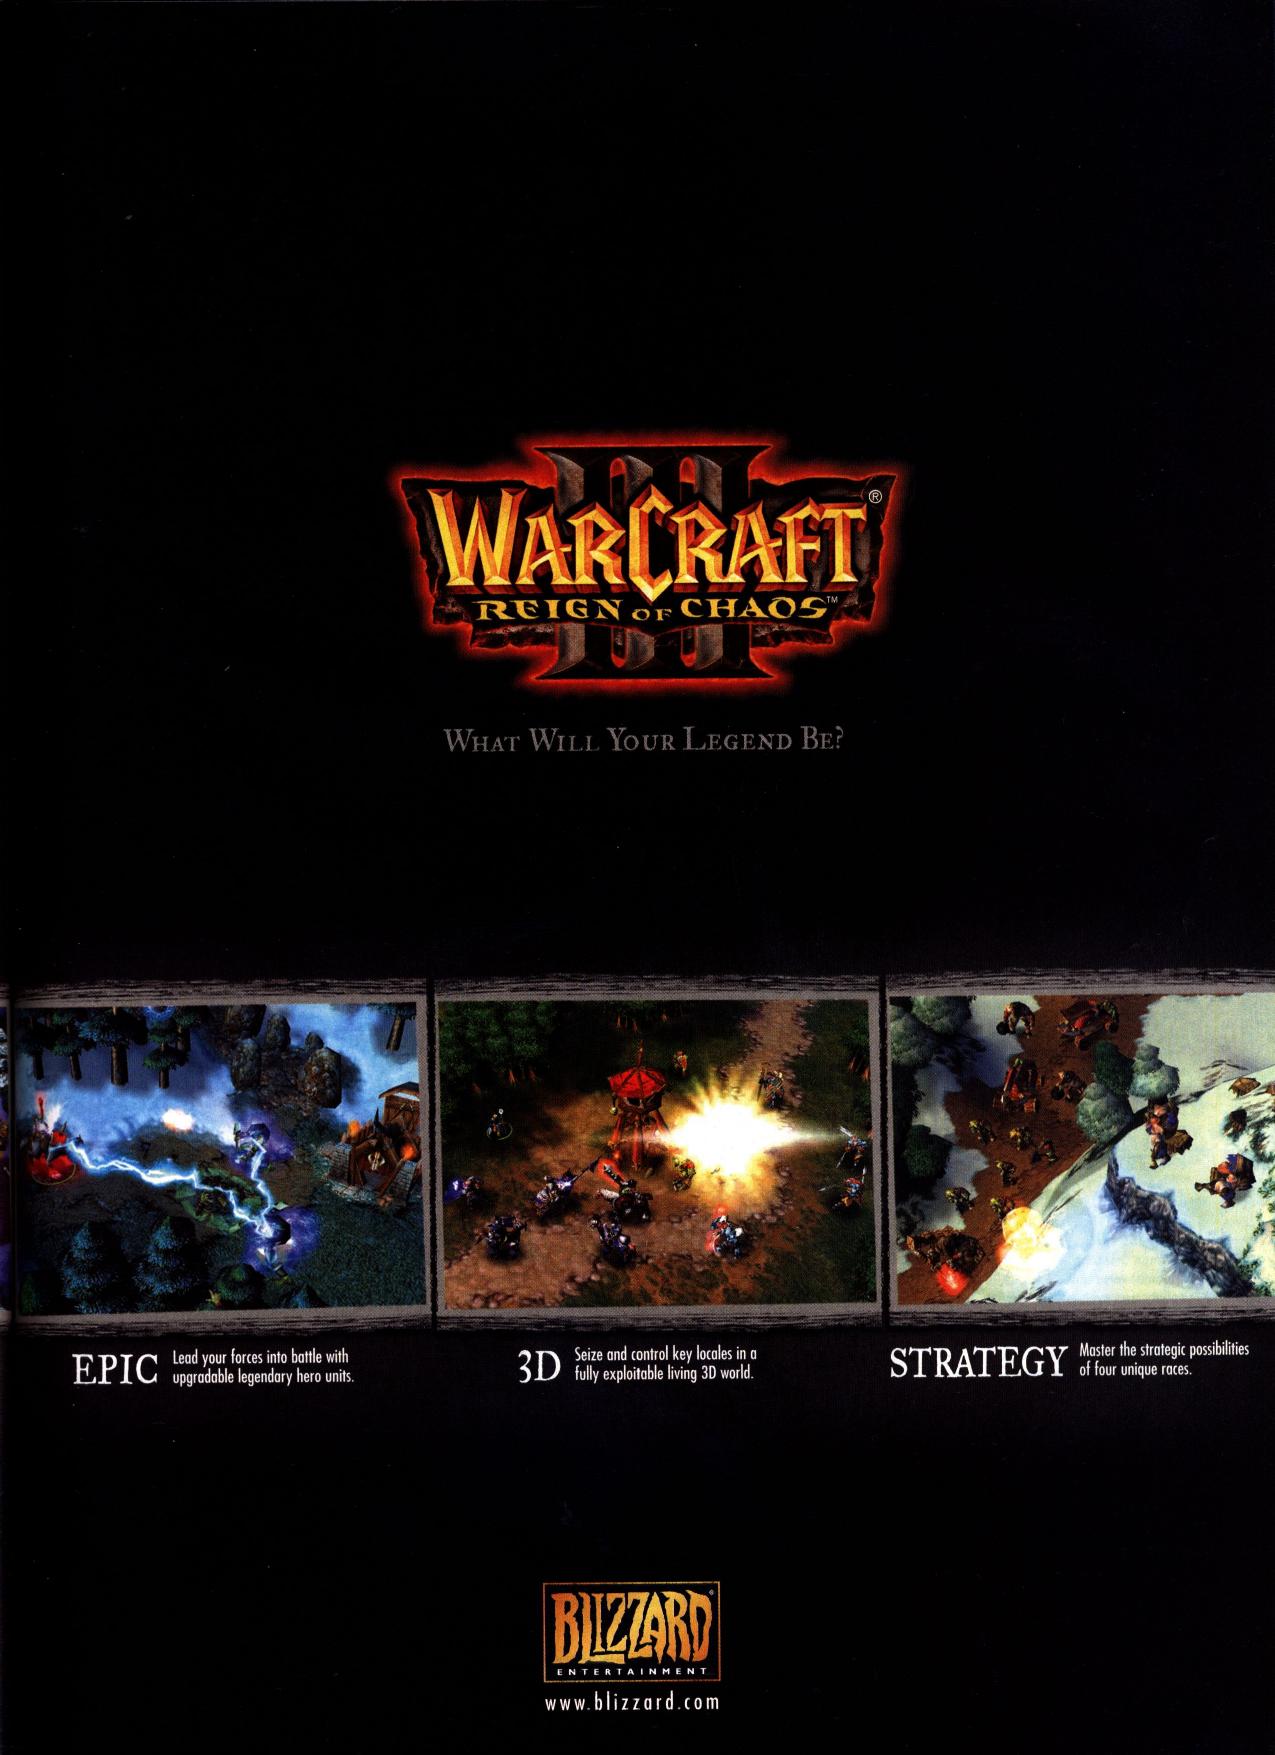 III
WARCRAFT®
REIGN OF CHAOS™
WHAT WILL YOUR LEGEND BE?
EPIC
Lead your forces into battle with
upgradable legendary hero units.
3D
Seize and control key locales in a
fully exploitable living 3D world.
STRATEGY
Master the strategic possibilities
of four unique races.
BLIZZARD®
ENTERTAINMENT
www.blizzard.com